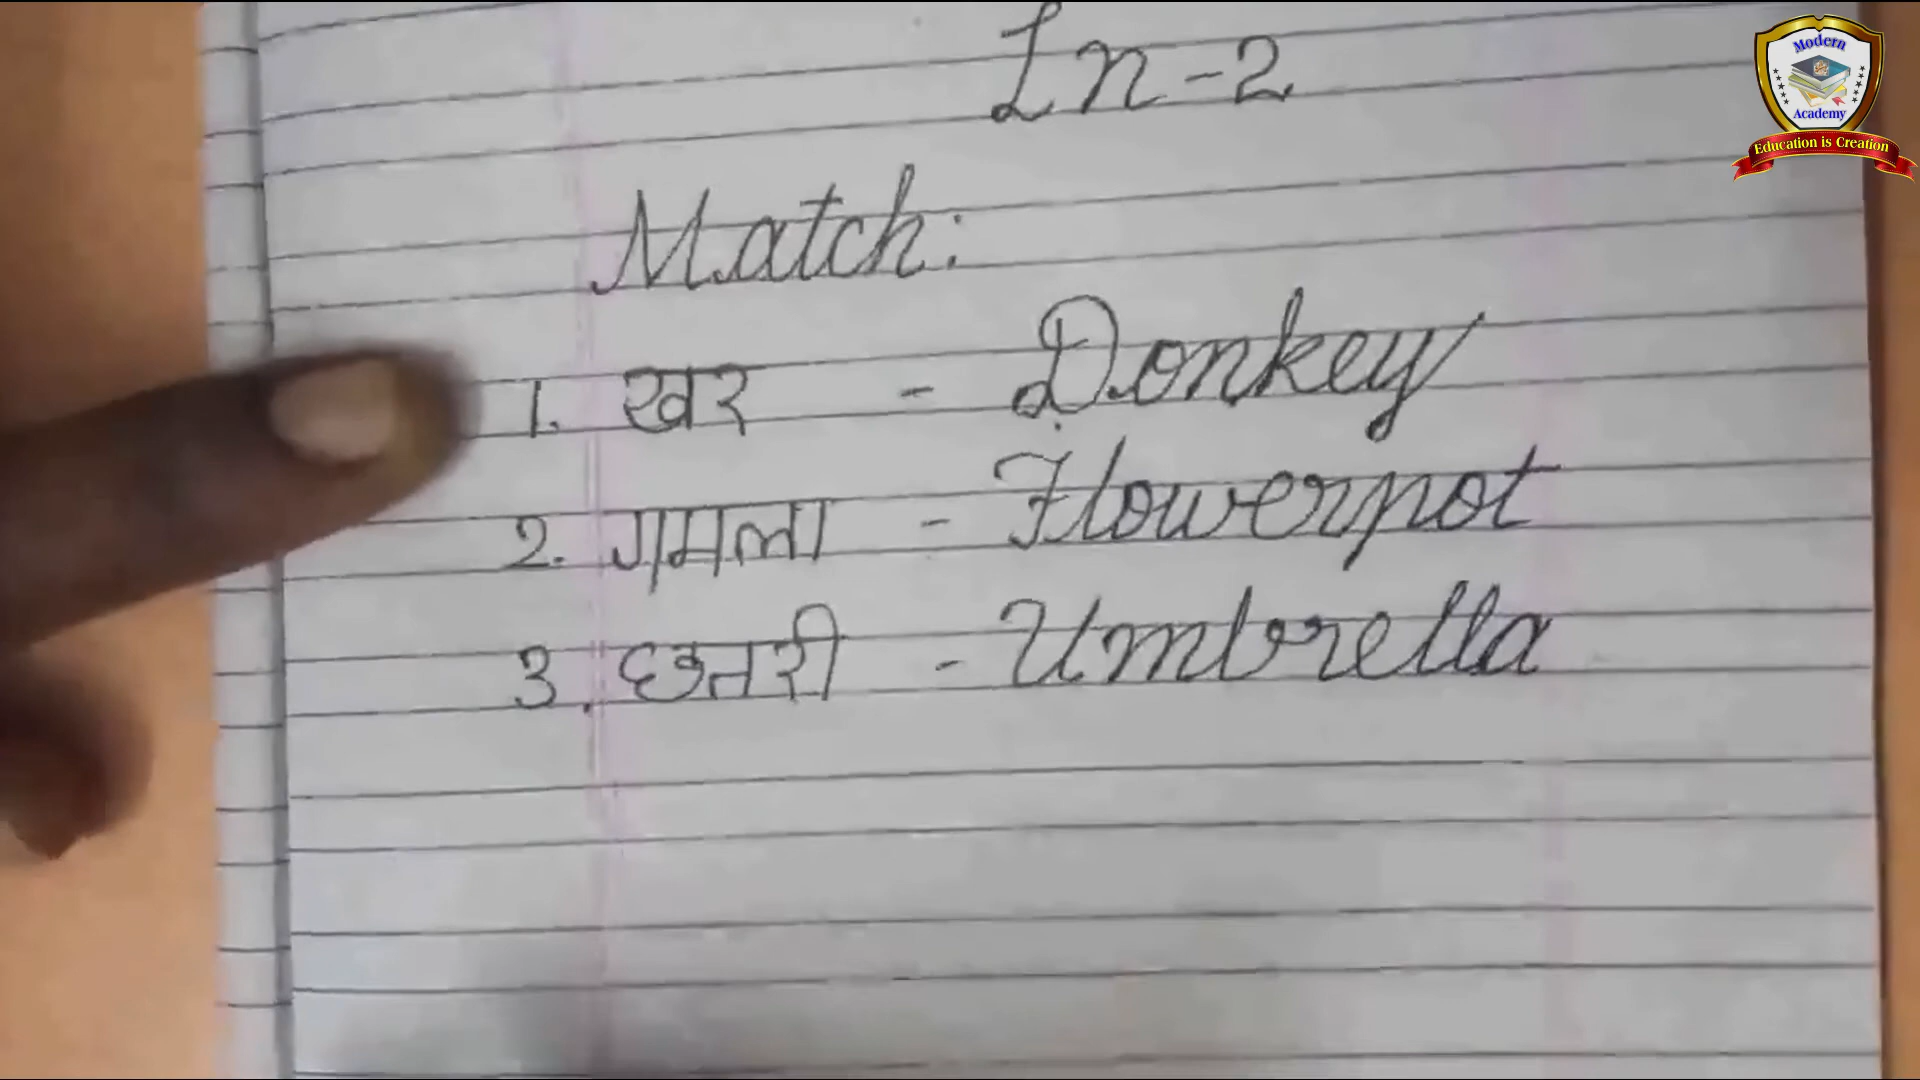 Ln-2
Modern
Academy
Education is Creation
Match:
1. खर - Donkey
2. गमला - Flowerpot
3. छतरी - Umbrella